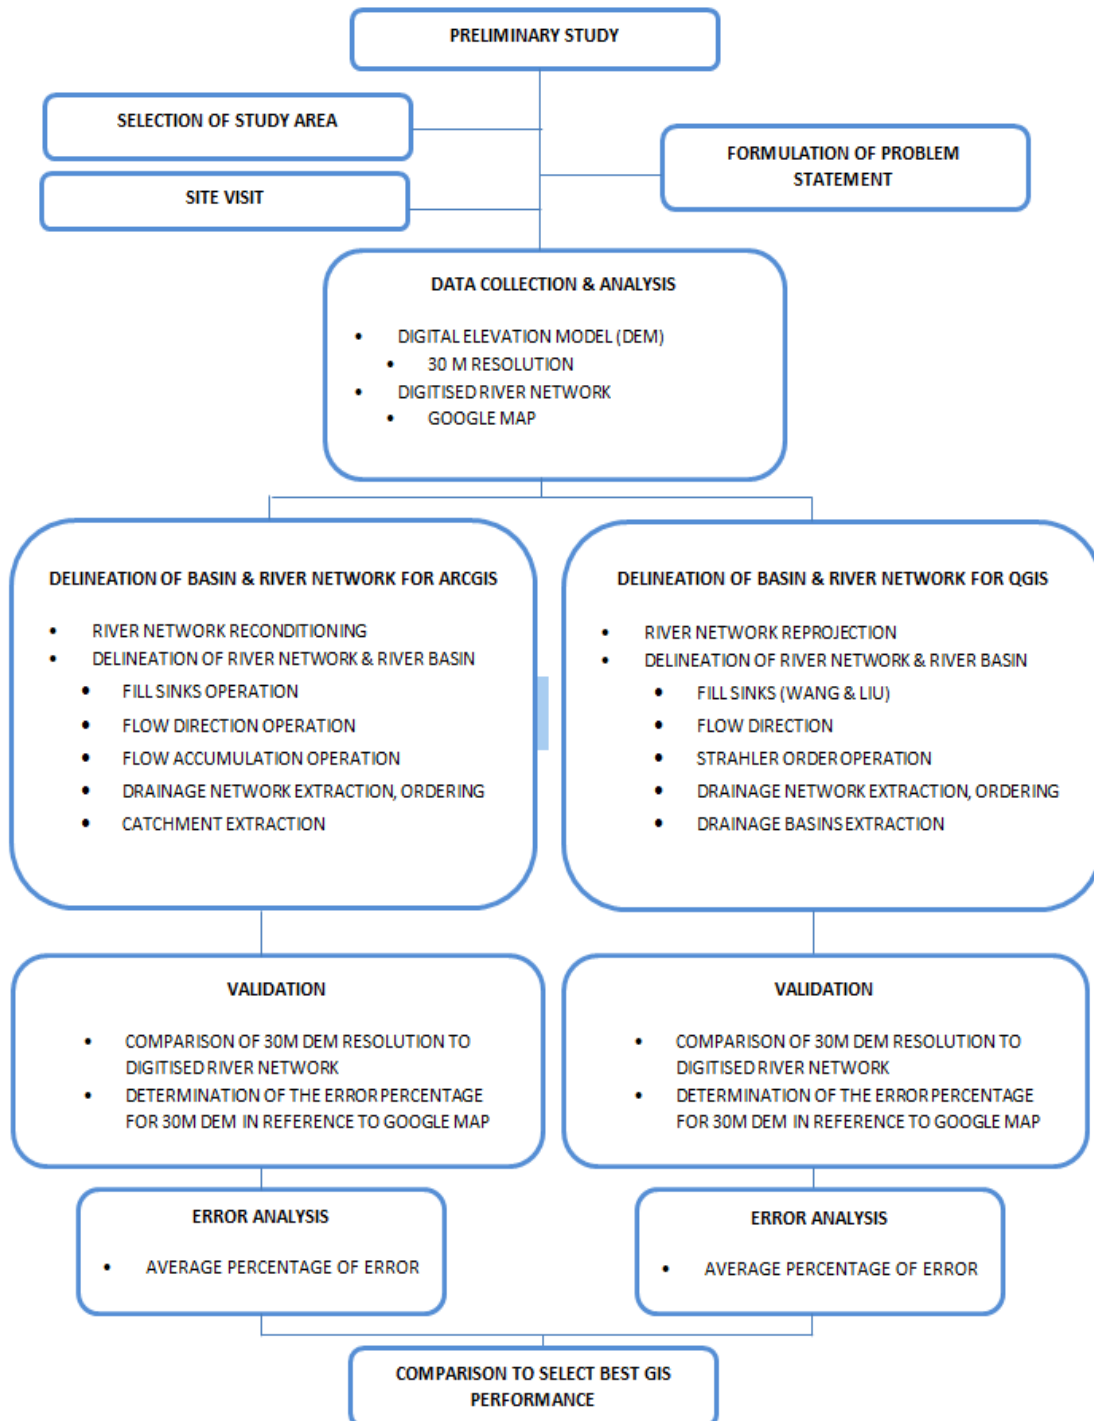 PRELIMINARY STUDY
SELECTION OF STUDY AREA
FORMULATION OF PROBLEM
STATEMENT
SITE VISIT
DATA COLLECTION & ANALYSIS
• DIGITAL ELEVATION MODEL (DEM)
• 30 M RESOLUTION
• DIGITISED RIVER NETWORK
• GOOGLE MAP
DELINEATION OF BASIN & RIVER NETWORK FOR ARCGIS
• RIVER NETWORK RECONDITIONING
• DELINEATION OF RIVER NETWORK & RIVER BASIN
• FILL SINKS OPERATION
• FLOW DIRECTION OPERATION
• FLOW ACCUMULATION OPERATION
• DRAINAGE NETWORK EXTRACTION, ORDERING
• CATCHMENT EXTRACTION
DELINEATION OF BASIN & RIVER NETWORK FOR QGIS
• RIVER NETWORK REPROJECTION
• DELINEATION OF RIVER NETWORK & RIVER BASIN
• FILL SINKS (WANG & LIU)
• FLOW DIRECTION
• STRAHLER ORDER OPERATION
• DRAINAGE NETWORK EXTRACTION, ORDERING
• DRAINAGE BASINS EXTRACTION
VALIDATION
• COMPARISON OF 30M DEM RESOLUTION TO
DIGITISED RIVER NETWORK
• DETERMINATION OF THE ERROR PERCENTAGE
FOR 30M DEM IN REFERENCE TO GOOGLE MAP
VALIDATION
• COMPARISON OF 30M DEM RESOLUTION TO
DIGITISED RIVER NETWORK
• DETERMINATION OF THE ERROR PERCENTAGE
FOR 30M DEM IN REFERENCE TO GOOGLE MAP
ERROR ANALYSIS
• AVERAGE PERCENTAGE OF ERROR
ERROR ANALYSIS
• AVERAGE PERCENTAGE OF ERROR
COMPARISON TO SELECT BEST GIS
PERFORMANCE